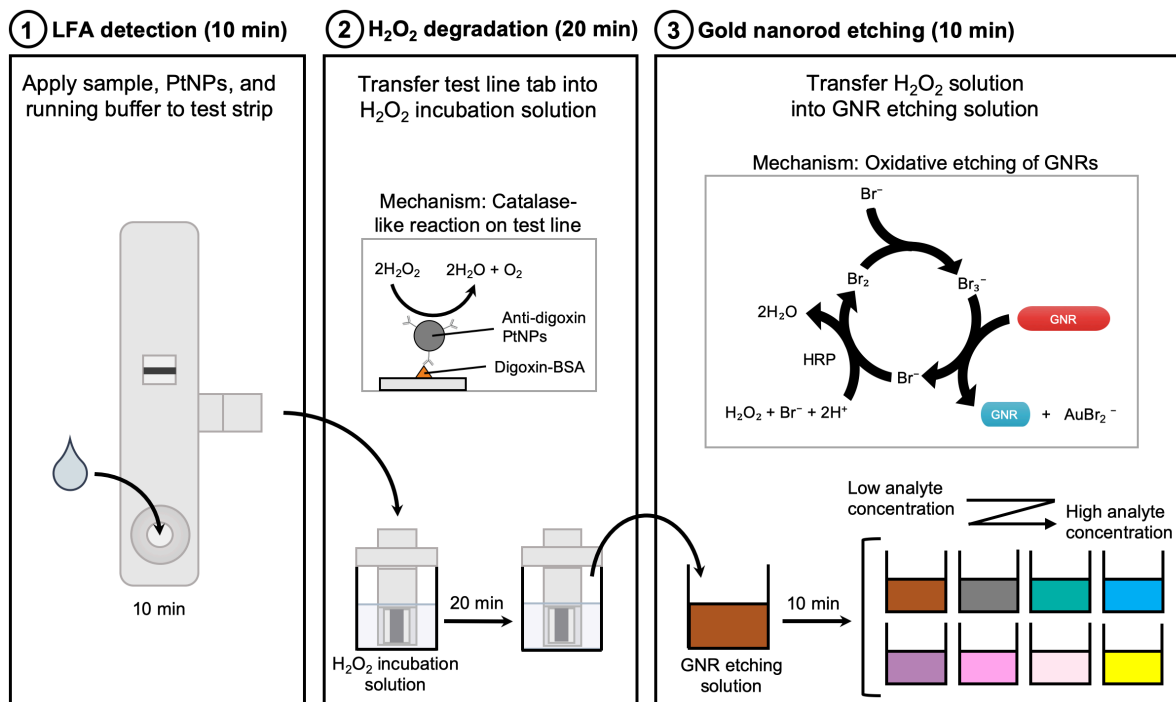 1 LFA detection (10 min)
Apply sample, PtNPs, and
running buffer to test strip
10 min
2 H₂O₂ degradation (20 min)
Transfer test line tab into
H₂O₂ incubation solution
Mechanism: Catalase-
like reaction on test line
2H₂O₂
2H₂O + O₂
Anti-digoxin
PtNPs
Digoxin-BSA
20 min
H₂O₂ incubation
solution
3 Gold nanorod etching (10 min)
Transfer H₂O₂ solution
into GNR etching solution
Mechanism: Oxidative etching of GNRs
Br⁻
Br₂
Br₃⁻
2H₂O
GNR
HRP
Br⁻
H₂O₂ + Br⁻ + 2H⁺
GNR + AuBr₂⁻
Low analyte
concentration
High analyte
concentration
10 min
GNR etching
solution